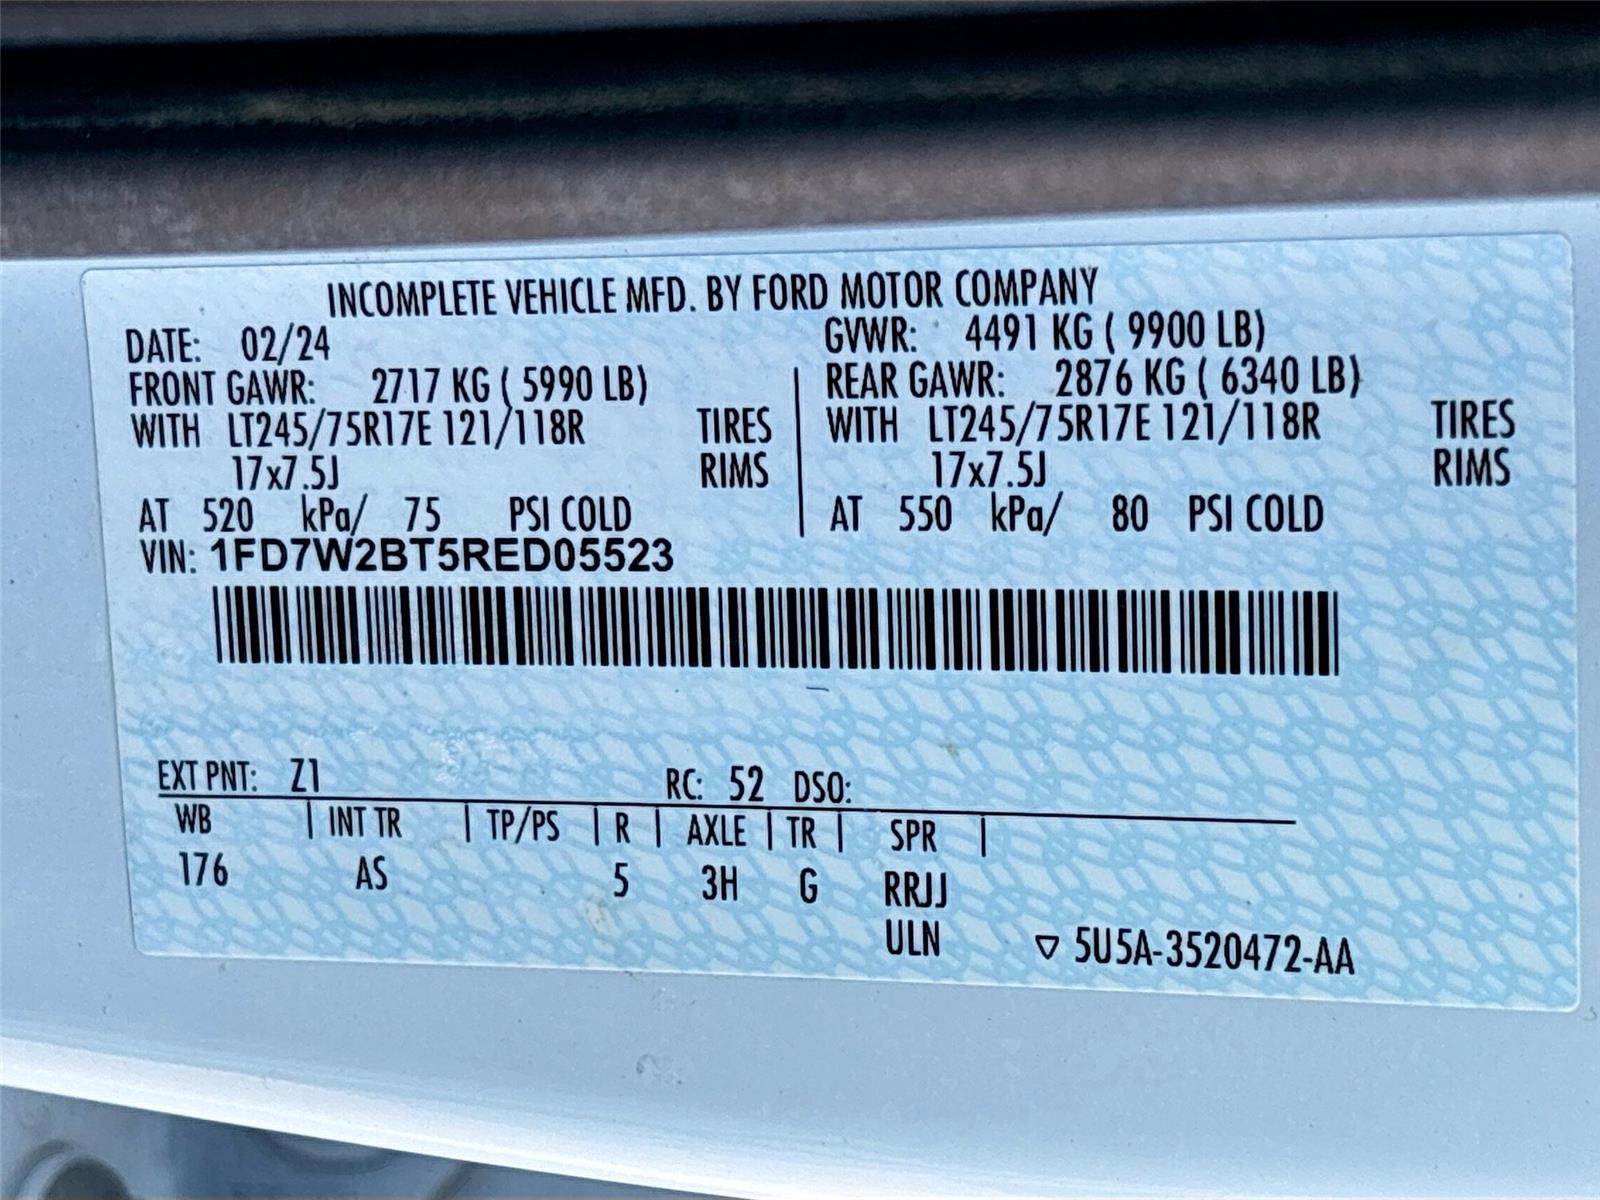 INCOMPLETE VEHICLE MFD. BY FORD MOTOR COMPANY
DATE: 02/24 GVWR: 4491 KG ( 9900 LB)
FRONT GAWR: 2717 KG ( 5990 LB) REAR GAWR: 2876 KG ( 6340 LB)
WITH LT245/75R17E 121/118R TIRES WITH LT245/75R17E 121/118R TIRES
17x7.5J RIMS 17x7.5J RIMS
AT 520 kPa/ 75 PSI COLD AT 550 kPa/ 80 PSI COLD
VIN: 1FD7W2BT5RED05523
EXT PNT: Z1 RC: 52 DSO:
WB | INT TR | TP/PS | R | AXLE | TR | SPR |
176 AS 5 3H G RRJJ
ULN ▽ 5U5A-3520472-AA